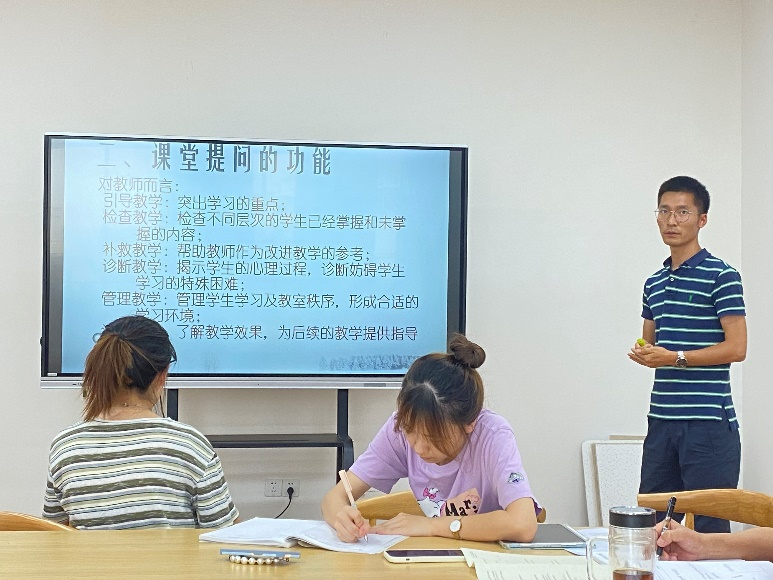 二、课堂提问的功能
对教师而言：
引导教学：突出学习的重点；
检查教学：检查不同层次的学生已经掌握和未掌
握的内容；
补救教学：帮助教师作为改进教学的参考；
诊断教学：揭示学生的心理过程，诊断妨碍学生
学习的特殊困难；
管理教学：管理学生学习及教室秩序，形成合适的
学习环境；
了解教学效果，为后续的教学提供指导
Mar